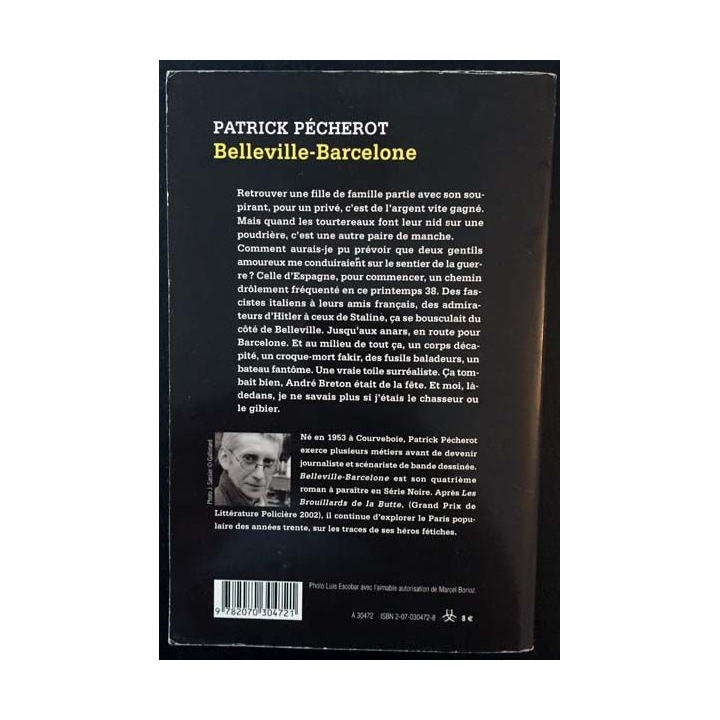 PATRICK PÉCHEROT
Belleville-Barcelone
Retrouver une fille de famille partie avec son sou-
pirant, pour un privé, c'est de l'argent vite gagné.
Mais quand les tourtereaux font leur nid sur une
poudrière, c'est une autre paire de manche.
Comment aurais-je pu prévoir que deux gentils
amoureux me conduiraient sur le sentier de la guer-
re ? Celle d'Espagne, pour commencer, un chemin
drôlement fréquenté en ce printemps 38. Des fas-
cistes italiens à leurs amis français, des admira-
teurs d'Hitler à ceux de Staline, ça se bousculait du
côté de Belleville. Jusqu'aux anars, en route pour
Barcelone. Et au milieu de tout ça, un corps déca-
pité, un croque-mort fakir, des fusils baladeurs, un
bateau fantôme. Une vraie toile surréaliste. Ça tom-
bait bien, André Breton était de la fête. Et moi, là-
dedans, je ne savais plus si j'étais le chasseur ou
le gibier.
Photo J. Sassier © Gallimard
Né en 1953 à Courveboie, Patrick Pécherot
exerce plusieurs métiers avant de devenir
journaliste et scénariste de bande dessinée.
Belleville-Barcelone est son quatrième
roman à paraître en Série Noire. Après Les
Brouillards de la Butte, (Grand Prix de
Littérature Policière 2002), il continue d'explorer le Paris popu-
laire des années trente, sur les traces de ses héros fétiches.
Photo Luis Escobar avec l'aimable autorisation de Marcel Borioz.
9 782070 304721
A 30472 ISBN 2-07-030472-8 8 €